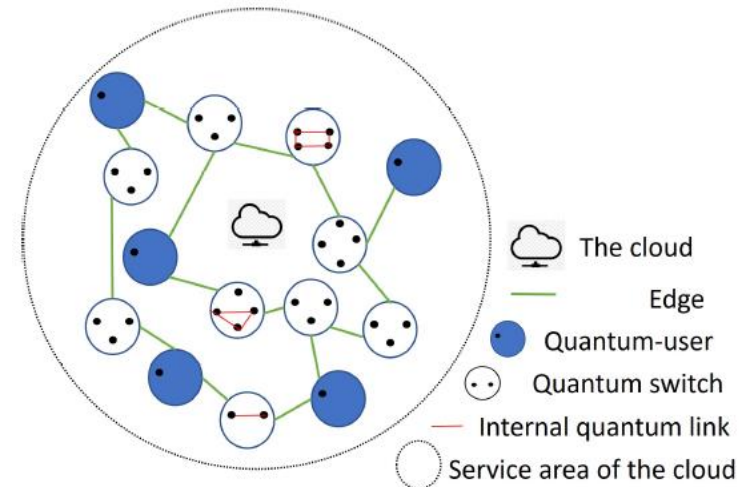 The cloud
Edge
Quantum-user
Quantum switch
Internal quantum link
Service area of the cloud